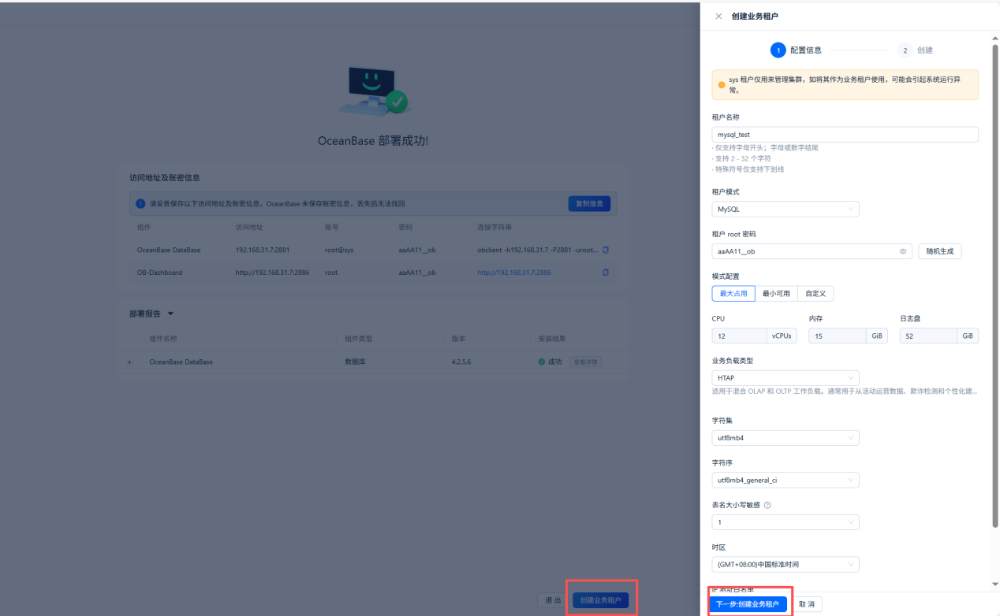 OceanBase 部署成功!
访问地址及账密信息
请妥善保存以下访问地址及账密信息，OceanBase 未保存账密信息，丢失后无法找回
复制信息
组件 访问地址 账号 密码 连接字符串
OceanBase DataBase 192.168.31.7:2881 root@sys aaAA11__ob obclient -h192.168.31.7 -P2881 -uroot...
OB-Dashboard http://192.168.31.7:2886 root aaAA11__ob http://192.168.31.7:2886
部署报告
组件名称 组件类型 版本 安装结果
+ OceanBase DataBase 数据库 4.2.5.6 成功 查看详情
退 出 创建业务租户
创建业务租户
1 配置信息 2 创建
sys 租户仅用来管理集群，如将其作为业务租户使用，可能会引起系统运行异
常。
租户名称
mysql_test
· 仅支持字母开头；字母或数字结尾
· 支持 2 - 32 个字符
· 特殊符号仅支持下划线
租户模式
MySQL
租户 root 密码
aaAA11__ob 随机生成
模式配置
最大占用 最小可用 自定义
CPU 内存 日志盘
12 vCPUs 15 GiB 52 GiB
业务负载类型
HTAP
适用于混合 OLAP 和 OLTP 工作负载。通常用于从活动运营数据、欺诈检测和个性化建...
字符集
utf8mb4
字符序
utf8mb4_general_ci
表名大小写敏感
1
时区
(GMT+08:00)中国标准时间
IP 地址白名单
下一步:创建业务租户 取 消